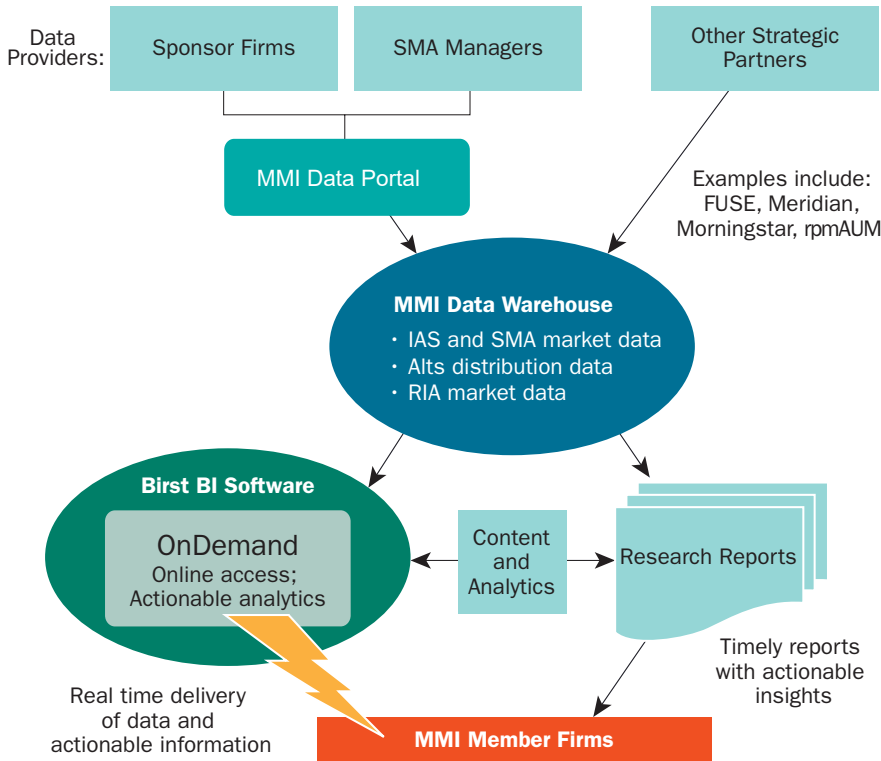 Data
Providers:
Sponsor Firms
SMA Managers
Other Strategic
Partners
MMI Data Portal
Examples include:
FUSE, Meridian,
Morningstar, rpmAUM
MMI Data Warehouse
· IAS and SMA market data
· Alts distribution data
· RIA market data
Birst BI Software
OnDemand
Online access;
Actionable analytics
Content
and
Analytics
Research Reports
Timely reports
with actionable
insights
Real time delivery
of data and
actionable information
MMI Member Firms